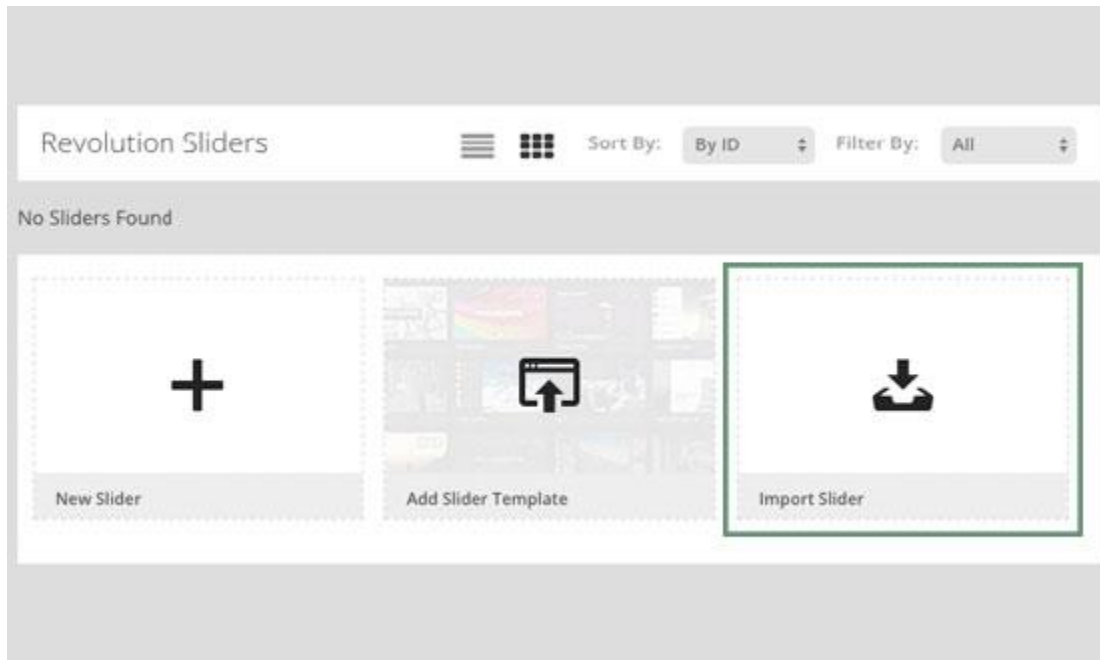 Revolution Sliders
Sort By: By ID Filter By: All
No Sliders Found
New Slider
Add Slider Template
Import Slider